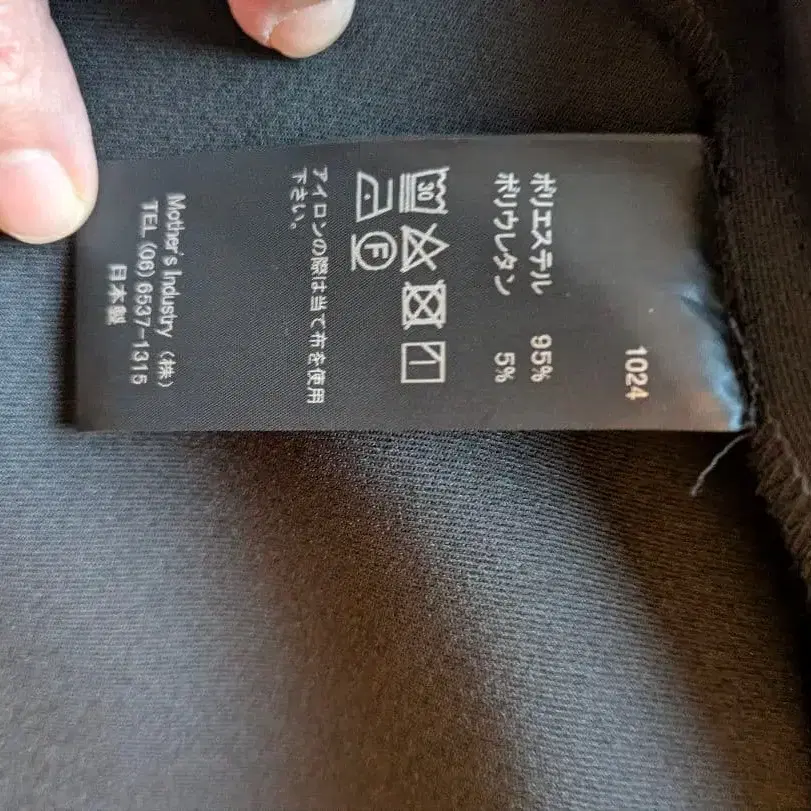 1024
ポリエステル 95%
ポリウレタン 5%
30
F
アイロンの際は当て布を使用
下さい。
Mother's Industry (株)
TEL (06) 6537-1315
日本製